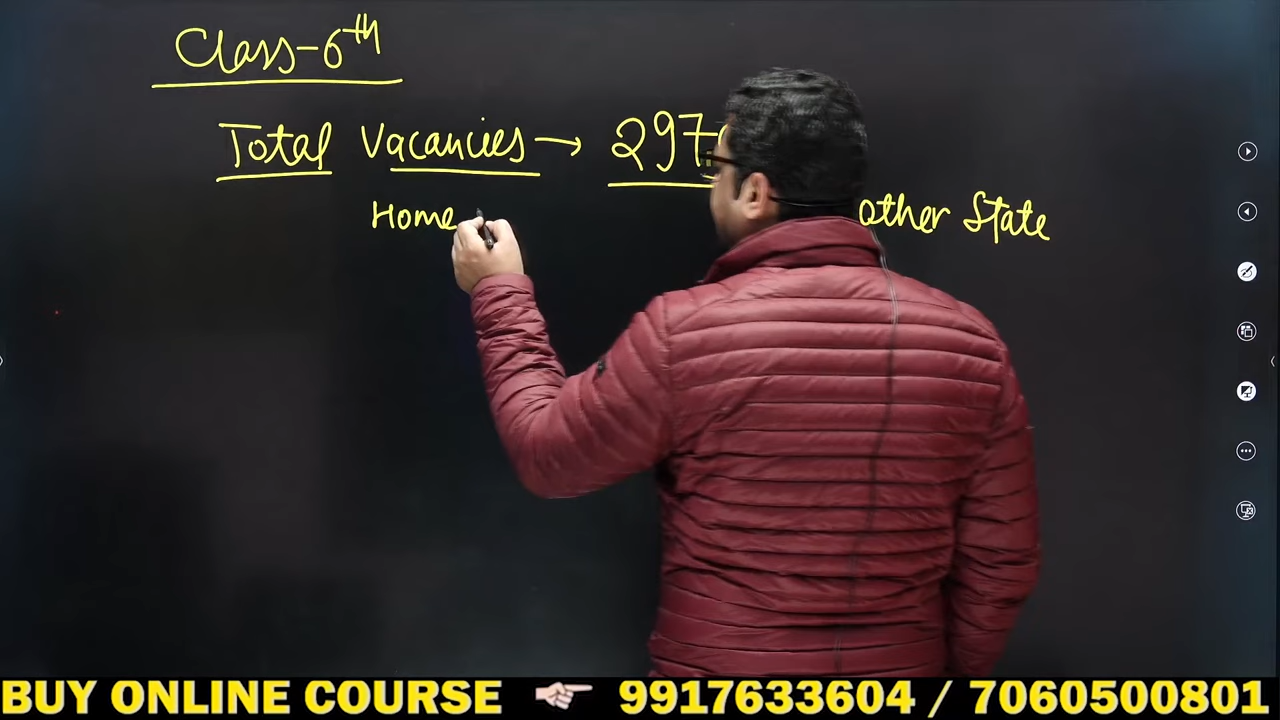 Class-6th
Total Vacancies → 297
Home other State
BUY ONLINE COURSE 9917633604 / 7060500801